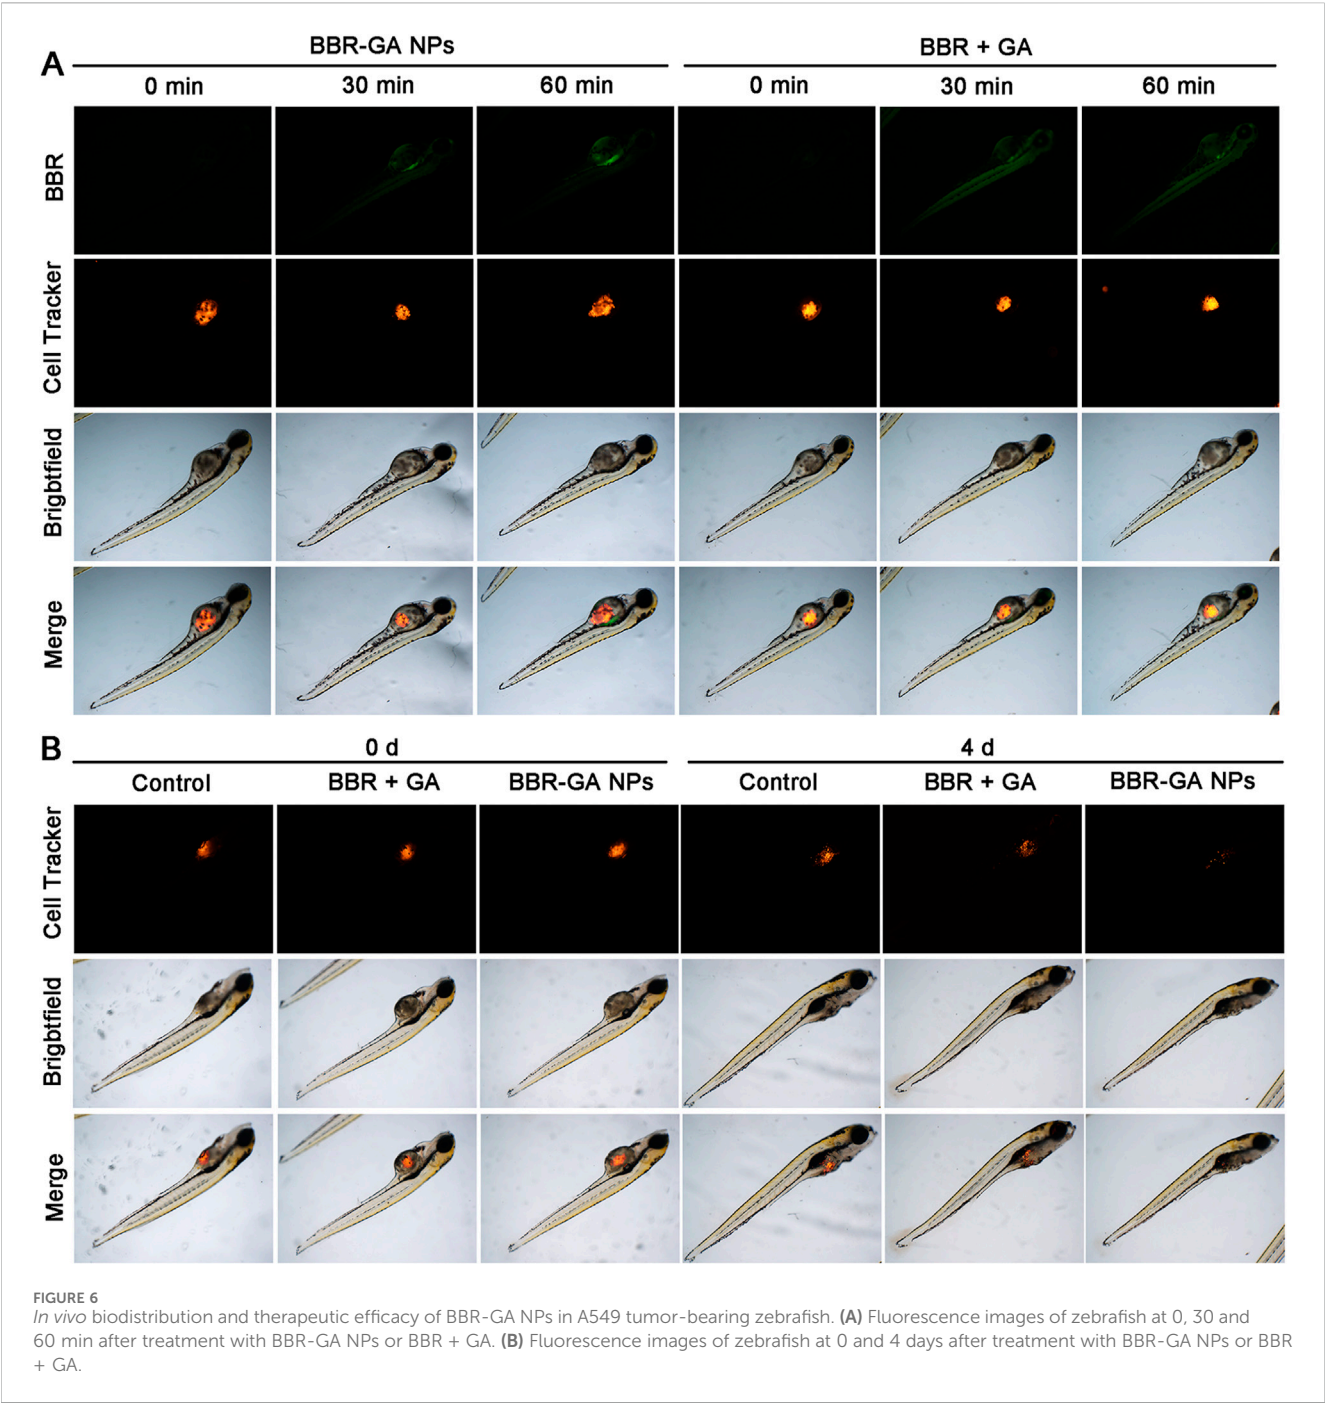 A
BBR-GA NPs
BBR + GA
0 min
30 min
60 min
0 min
30 min
60 min
BBR
Cell Tracker
Brigbtfield
Merge
B
0 d
4 d
Control
BBR + GA
BBR-GA NPs
Control
BBR + GA
BBR-GA NPs
Cell Tracker
Brigbtfield
Merge
FIGURE 6
In vivo biodistribution and therapeutic efficacy of BBR-GA NPs in A549 tumor-bearing zebrafish. (A) Fluorescence images of zebrafish at 0, 30 and
60 min after treatment with BBR-GA NPs or BBR + GA. (B) Fluorescence images of zebrafish at 0 and 4 days after treatment with BBR-GA NPs or BBR
+ GA.